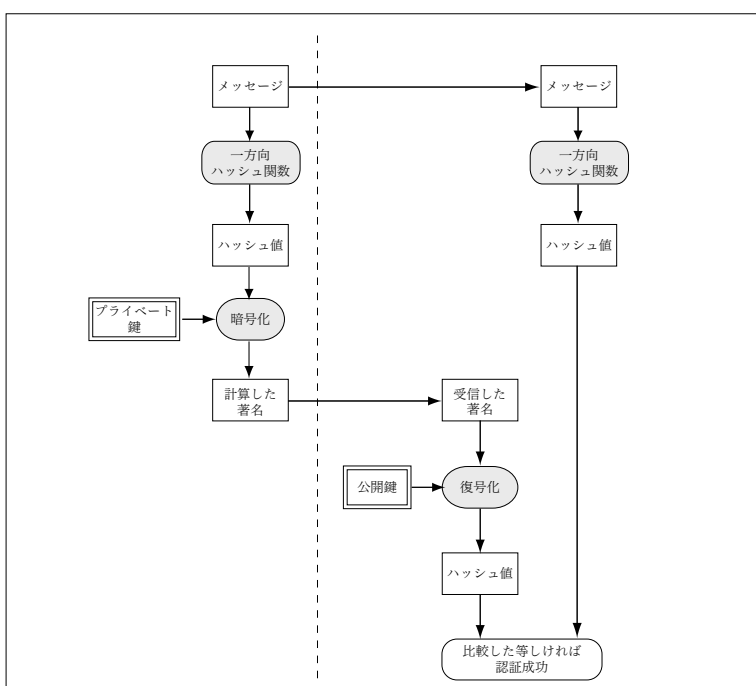 メッセージ
メッセージ
一方向
ハッシュ関数
一方向
ハッシュ関数
ハッシュ値
ハッシュ値
プライベート
鍵
暗号化
計算した
著名
受信した
著名
公開鍵
復号化
ハッシュ値
比較した等しければ
認証成功